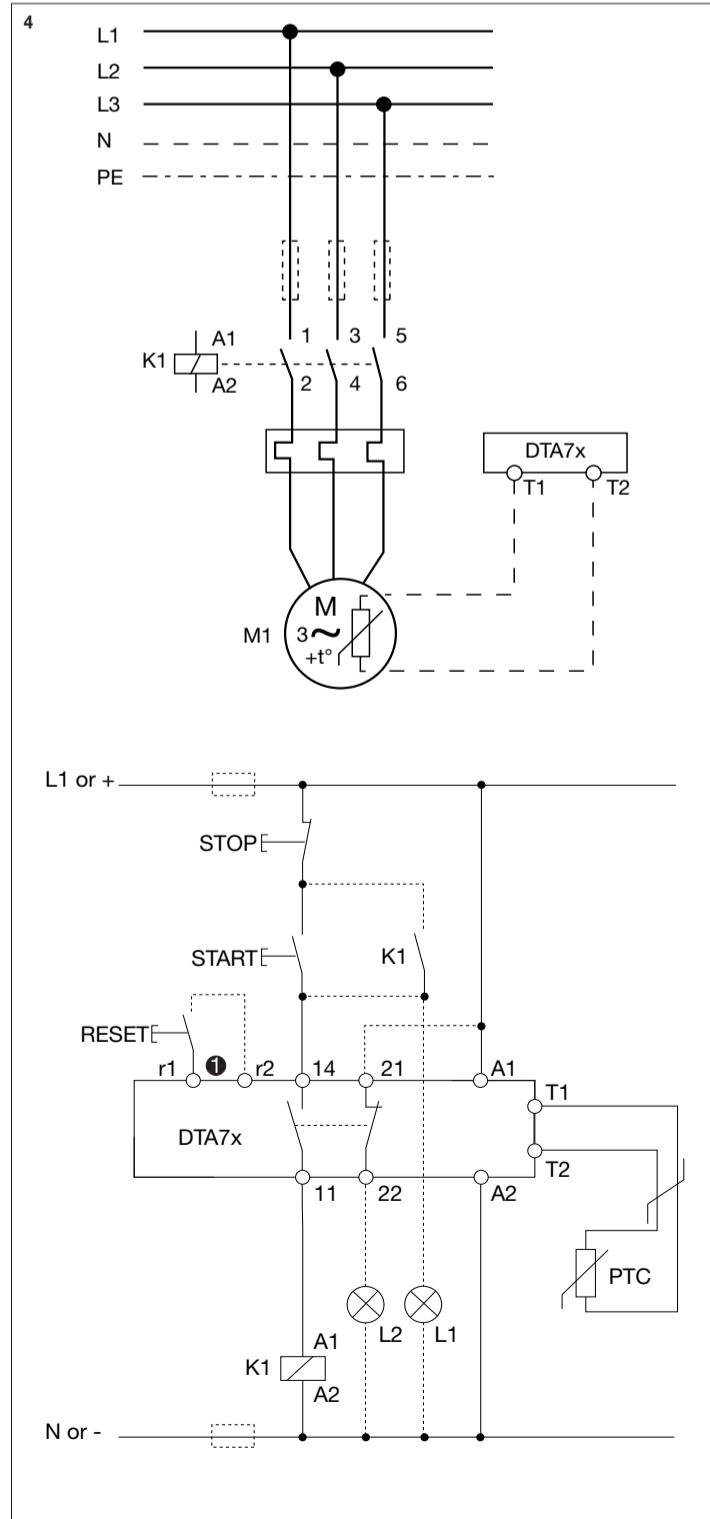 4
L1
L2
L3
N
PE
A1 1 3 5
K1
A2 2 4 6
DTA7x
T1 T2
M
M1 3 ~
+t°
L1 or +
STOP
START K1
RESET
r1 1 r2 14 21 A1
T1
DTA7x
T2
11 22 A2
PTC
L2 L1
A1
K1
A2
N or -